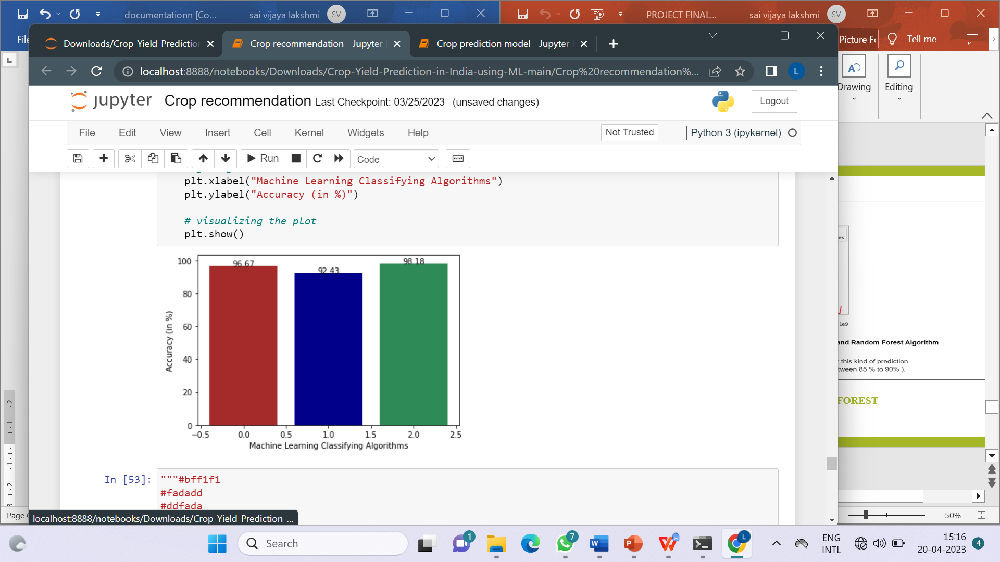 documentationn [Co...
sai vijaya lakshmi
SV
PROJECT FINAL...
sai vijaya lakshmi
SV
File
Picture Fo
Tell me
Downloads/Crop-Yield-Prediction
Crop recommendation - Jupyter
Crop prediction model - Jupyter
localhost:8888/notebooks/Downloads/Crop-Yield-Prediction-in-India-using-ML-main/Crop%20recommendation%...
L
Drawing
Editing
jupyter
Crop recommendation Last Checkpoint: 03/25/2023 (unsaved changes)
Logout
File Edit View Insert Cell Kernel Widgets Help
Not Trusted
Python 3 (ipykernel)
Run
Code
plt.xlabel("Machine Learning Classifying Algorithms")
plt.ylabel("Accuracy (in %)")
# visualizing the plot
plt.show()
100
80
60
40
20
0
Accuracy (in %)
96.67
92.43
98.18
−0.5 0.0 0.5 1.0 1.5 2.0 2.5
Machine Learning Classifying Algorithms
In [53]:
"""#bff1f1
#fadadd
#ddfada
es
1e9
and Random Forest Algorithm
this kind of prediction.
tween 85 % to 90% ).
FOREST
Page 6
localhost:8888/notebooks/Downloads/Crop-Yield-Prediction-...
50%
Search
1
7
L
ENG
INTL
15:16
20-04-2023
4